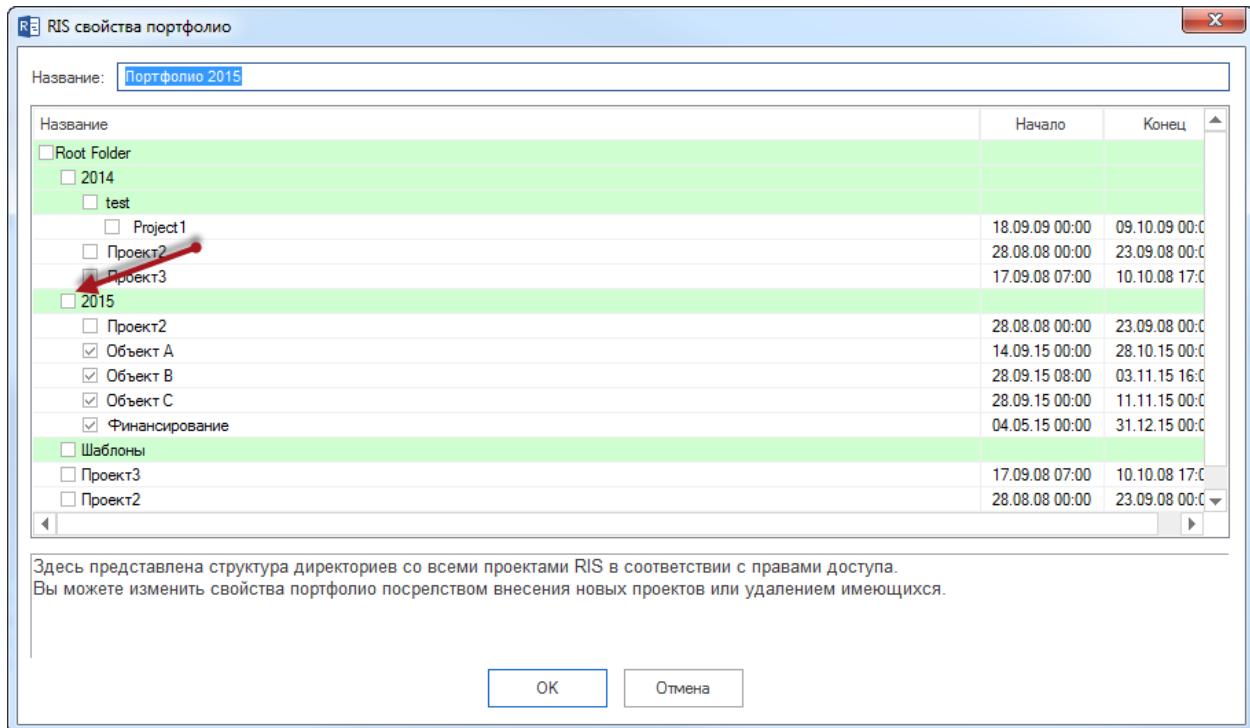 RIS свойства портфолио
Название: Портфолио 2015
Название Начало Конец
Root Folder
2014
test
Project1 18.09.09 00:00 09.10.09 00:0
Проект2 28.08.08 00:00 23.09.08 00:0
Проект3 17.09.08 07:00 10.10.08 17:0
2015
Проект2 28.08.08 00:00 23.09.08 00:0
Объект A 14.09.15 00:00 28.10.15 00:0
Объект B 28.09.15 08:00 03.11.15 16:0
Объект C 28.09.15 00:00 11.11.15 00:0
Финансирование 04.05.15 00:00 31.12.15 00:0
Шаблоны
Проект3 17.09.08 07:00 10.10.08 17:0
Проект2 28.08.08 00:00 23.09.08 00:0
Здесь представлена структура директориев со всеми проектами RIS в соответствии с правами доступа.
Вы можете изменить свойства портфолио посрелством внесения новых проектов или удалением имеющихся.
OK Отмена